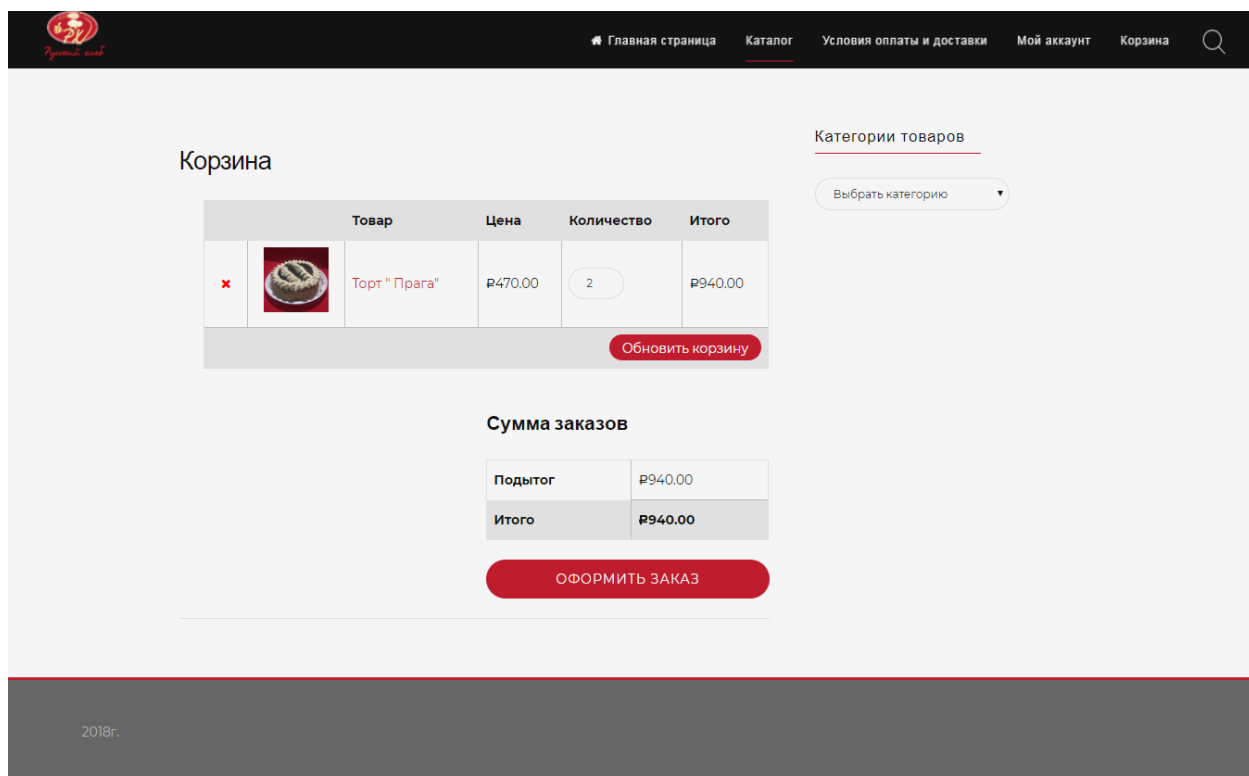 Русский хлеб
Главная страница Каталог Условия оплаты и доставки Мой аккаунт Корзина
Категории товаров
Корзина
Выбрать категорию
Товар Цена Количество Итого
Торт " Прага" ₽470.00 2 ₽940.00
Обновить корзину
Сумма заказов
Подытог ₽940.00
Итого ₽940.00
ОФОРМИТЬ ЗАКАЗ
2018г.